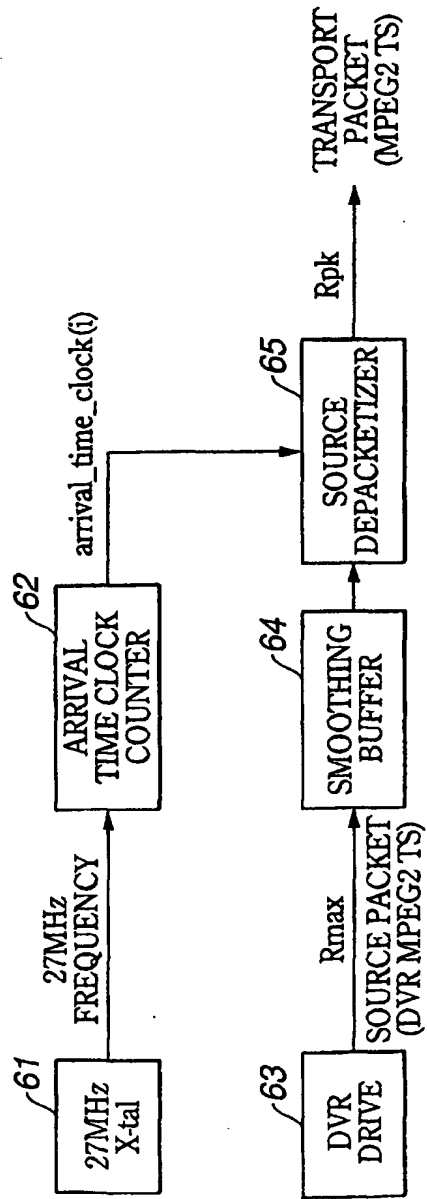 61
27MHz
X-tal
27MHz
FREQUENCY
62
ARRIVAL
TIME CLOCK
COUNTER
arrival_time_clock(i)
63
DVR
DRIVE
Rmax
SOURCE PACKET
(DVR MPEG2 TS)
64
SMOOTHING
BUFFER
65
SOURCE
DEPACKETIZER
Rpk
TRANSPORT
PACKET
(MPEG2 TS)